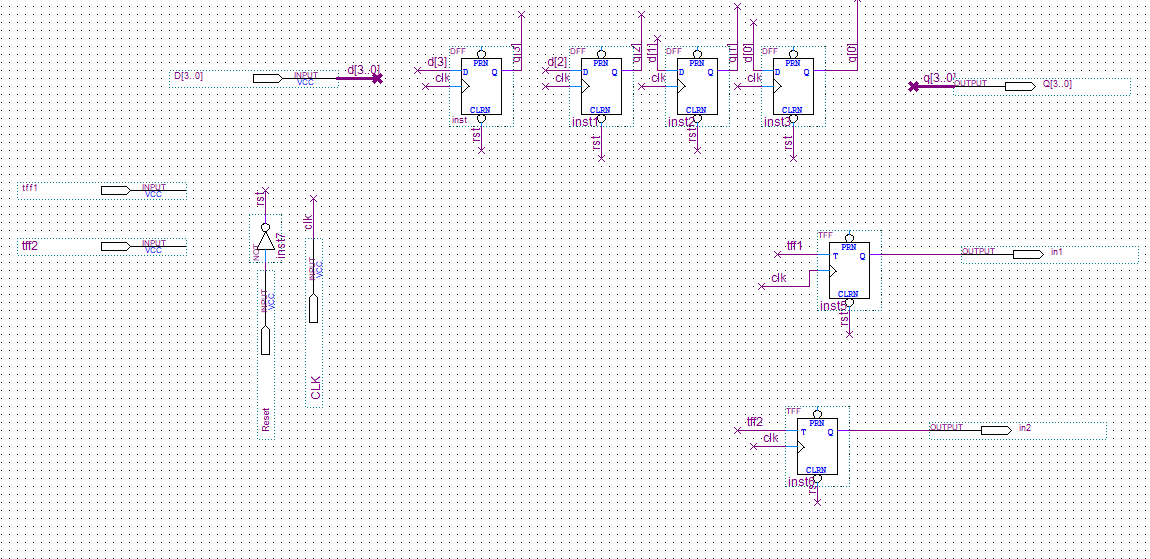 D[3..0]
INPUT
VCC
d[3..0]
DFF
d[3]
clk
D
PRN
Q
CLRN
inst
rst
q[3]
DFF
d[2]
clk
D
PRN
Q
CLRN
inst1
rst
q[2]
d[1]
clk
D
PRN
Q
CLRN
inst2
rst
q[1]
DFF
d[0]
clk
D
PRN
Q
CLRN
inst3
rst
q[0]
q[3..0]
OUTPUT
Q[3..0]
tff1
INPUT
VCC
tff2
INPUT
VCC
rst
NOT
inst7
INPUT
VCC
Reset
clk
INPUT
VCC
CLK
TFF
tff1
clk
T
PRN
Q
CLRN
inst5
rst
OUTPUT
in1
TFF
tff2
clk
T
PRN
Q
CLRN
inst6
rst
OUTPUT
in2